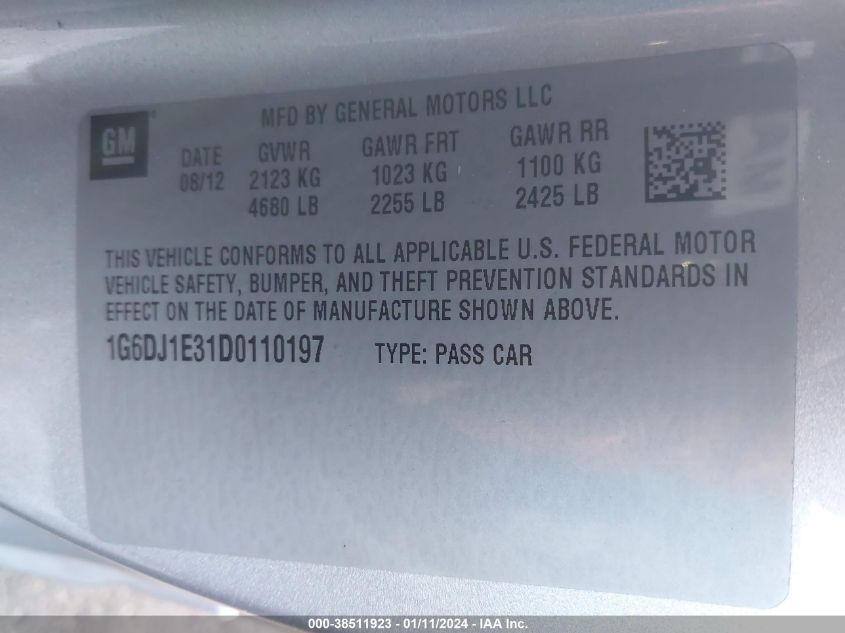 MFD BY GENERAL MOTORS LLC
GM
DATE GVWR GAWR FRT GAWR RR
08/12 2123 KG 1023 KG 1100 KG
4680 LB 2255 LB 2425 LB
THIS VEHICLE CONFORMS TO ALL APPLICABLE U.S. FEDERAL MOTOR
VEHICLE SAFETY, BUMPER, AND THEFT PREVENTION STANDARDS IN
EFFECT ON THE DATE OF MANUFACTURE SHOWN ABOVE.
1G6DJ1E31D0110197 TYPE: PASS CAR
000-38511923 - 01/11/2024 - IAA Inc.